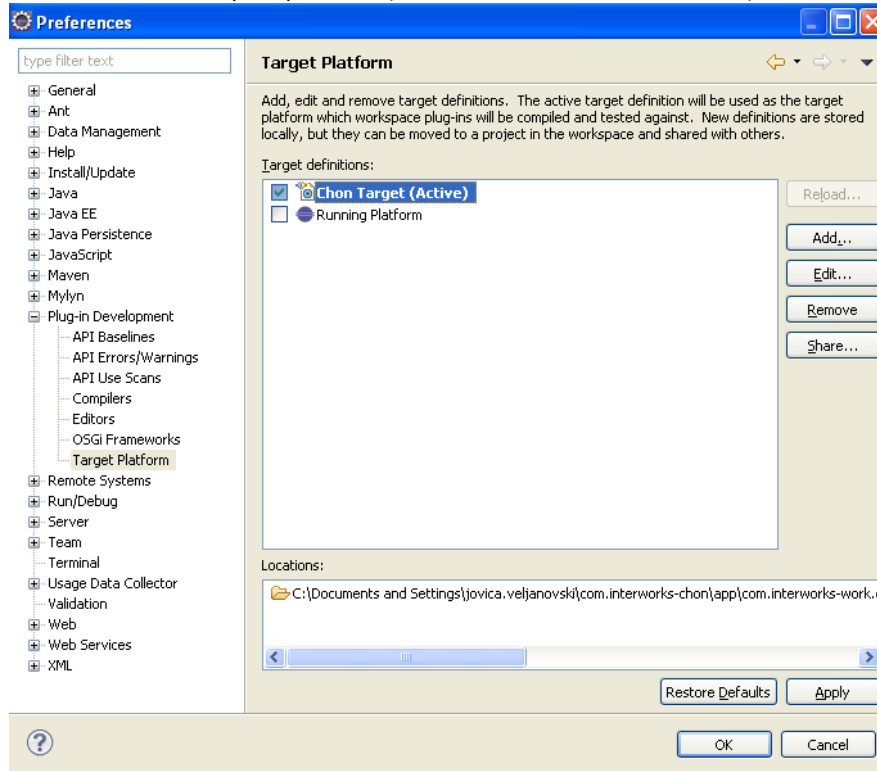 Preferences
type filter text
General
Ant
Data Management
Help
Install/Update
Java
Java EE
Java Persistence
JavaScript
Maven
Mylyn
Plug-in Development
API Baselines
API Errors/Warnings
API Use Scans
Compilers
Editors
OSGi Frameworks
Target Platform
Remote Systems
Run/Debug
Server
Team
Terminal
Usage Data Collector
Validation
Web
Web Services
XML
Target Platform
Add, edit and remove target definitions. The active target definition will be used as the target
platform which workspace plug-ins will be compiled and tested against. New definitions are stored
locally, but they can be moved to a project in the workspace and shared with others.
Target definitions:
Chon Target (Active)
Running Platform
Reload...
Add...
Edit...
Remove
Share...
Locations:
C:\Documents and Settings\jovica.veljanovski\com.interworks-chon\app\com.interworks-work.
Restore Defaults
Apply
OK
Cancel